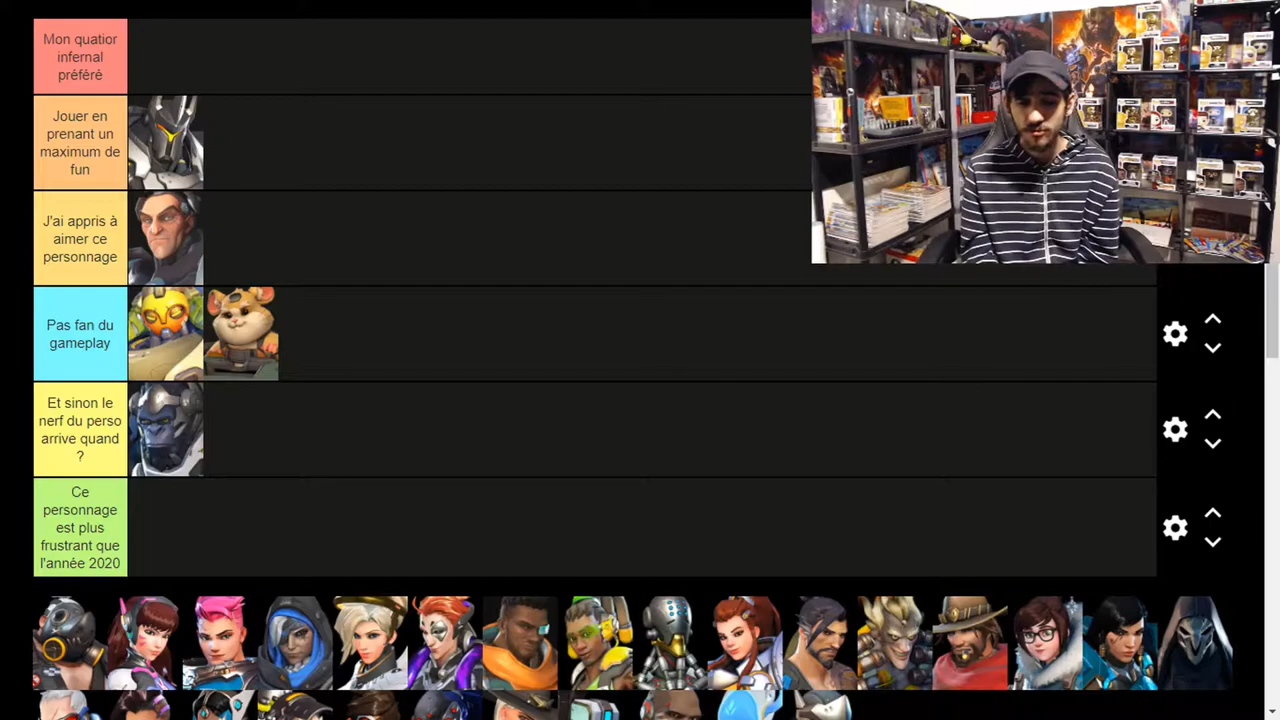 Mon quatior
infernal
préféré
Jouer en
prenant un
maximum de
fun
J'ai appris à
aimer ce
personnage
Pas fan du
gameplay
Et sinon le
nerf du perso
arrive quand
?
Ce
personnage
est plus
frustrant que
l'année 2020